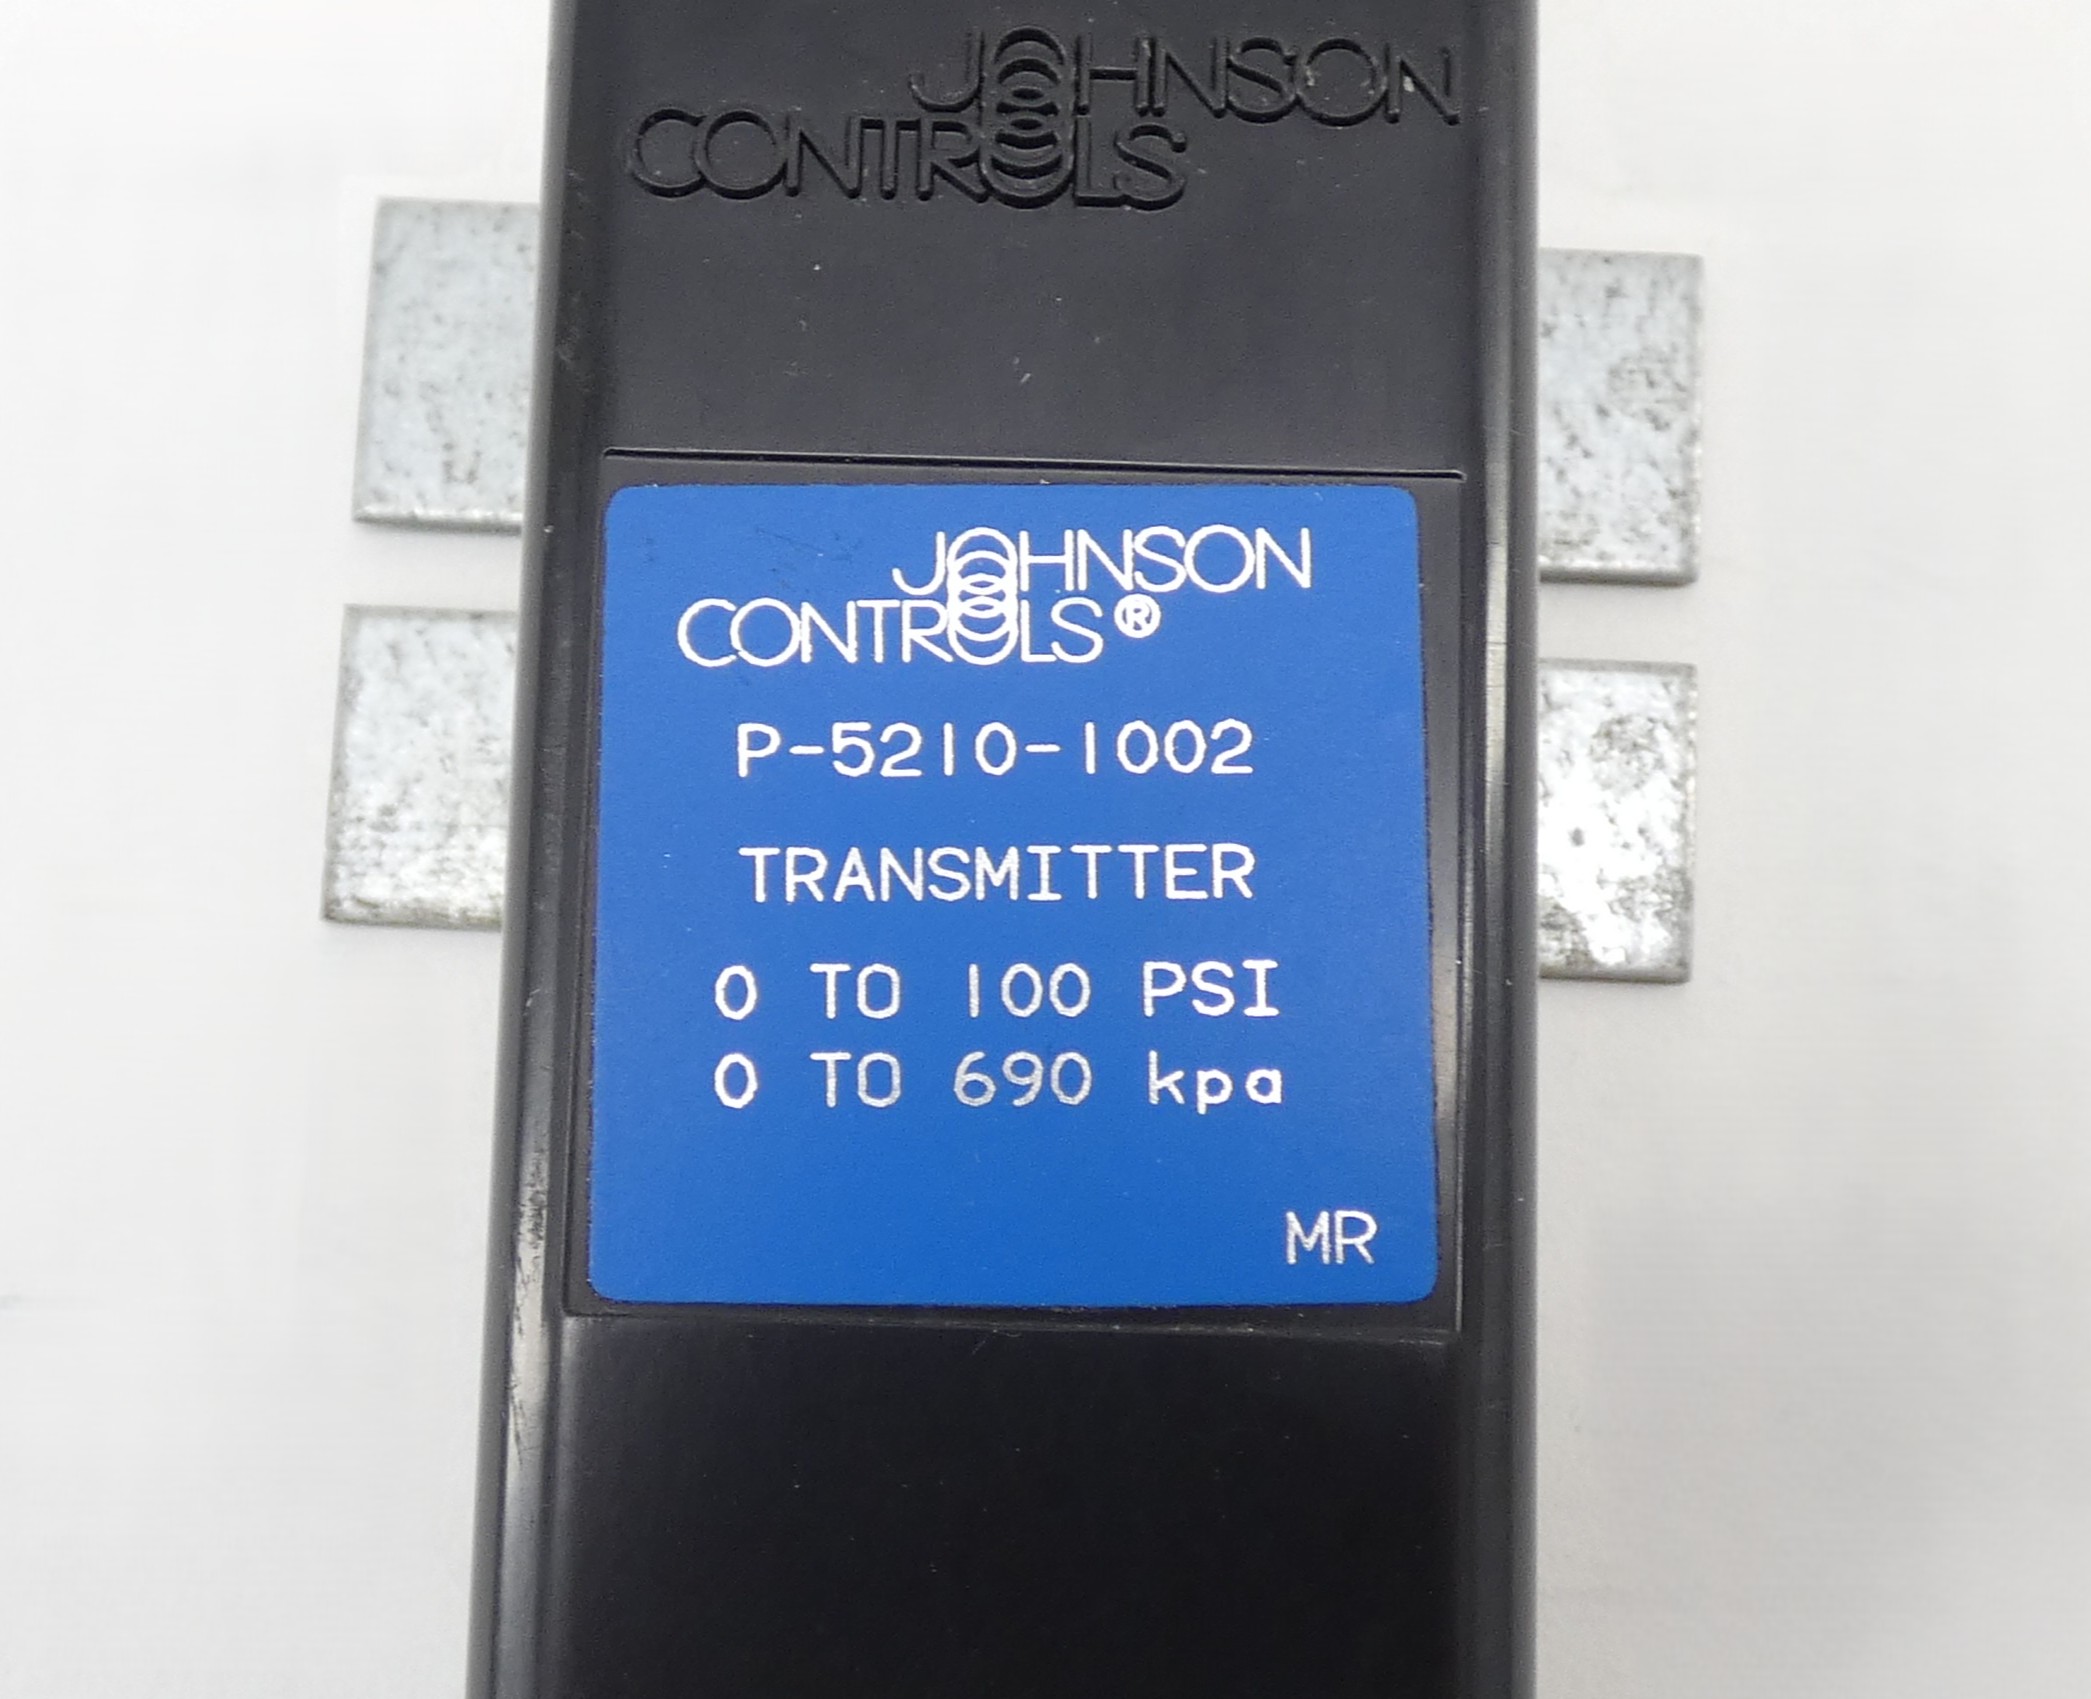 JOHNSON
CONTROLS
JOHNSON
CONTROLS®
P-5210-1002
TRANSMITTER
0 TO 100 PSI
0 TO 690 kpa
MR